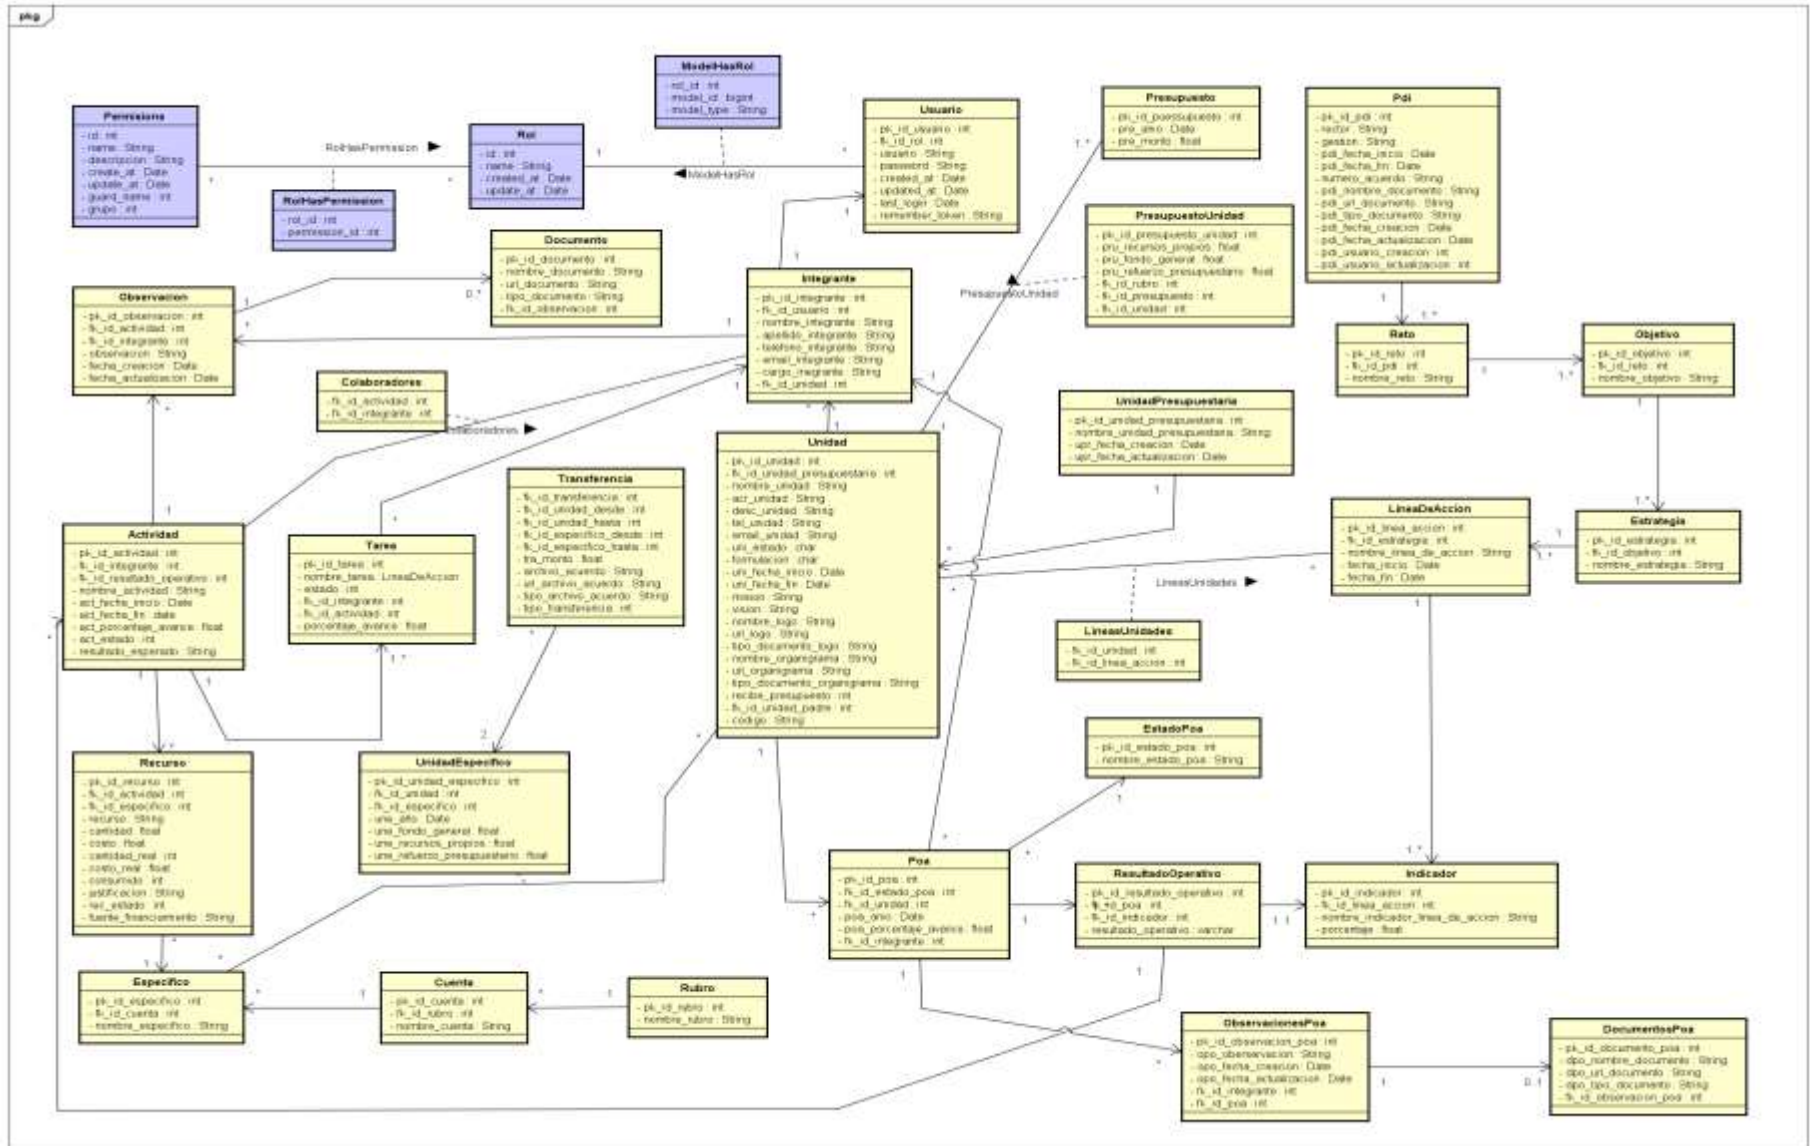 pkg
ModelHasRol
- rol_id : int
- model_id : bigint
- model_type : String
Permissions
- id : int
- name : String
- descripcion : String
- create_at : Date
- update_at : Date
- guard_name : int
- grupo : int
RolHasPermission
Rol
- id : int
- name : String
- created_at : Date
- update_at : Date
ModelHasRol
Usuario
- pk_id_usuario : int
- fk_id_rol : int
- usuario : String
- password : String
- created_at : Date
- updated_at : Date
- last_login : Date
- remember_token : String
Presupuesto
- pre_anio : Date
- pre_monto : float
Pdi
- pk_id_pdi : int
- rector : String
- gestion : String
- pdi_fecha_inicio : Date
- pdi_fecha_fin : Date
- numero_acuerdo : String
- pdi_nombre_documento : String
- pdi_url_documento : String
- pdi_tipo_documento : String
- pdi_fecha_creacion : Date
- pdi_fecha_actualizacion : Date
- pdi_usuario_creacion : int
- pdi_usuario_actualizacion : int
RolHasPermission
- rol_id : int
- permission_id : int
Documento
- pk_id_documento : int
- nombre_documento : String
- url_documento : String
- tipo_documento : String
- fk_id_observacion : int
PresupuestoUnidad
- pk_id_presupuesto_unidad : int
- pru_recursos_propios : float
- pru_fondo_general : float
- pru_refuerzo_presupuestario : float
- fk_id_rubro : int
- fk_id_presupuesto : int
- fk_id_unidad : int
PresupuestoUnidad
Observacion
- pk_id_observacion : int
- fk_id_actividad : int
- fk_id_integrante : int
- observacion : String
- fecha_creacion : Date
- fecha_actualizacion : Date
Integrante
- pk_id_integrante : int
- fk_id_usuario : int
- nombre_integrante : String
- apellido_integrante : String
- telefono_integrante : String
- email_integrante : String
- fk_id_unidad : int
Reto
- pk_id_reto : int
- fk_id_pdi : int
- nombre_reto : String
Objetivo
- pk_id_objetivo : int
- fk_id_reto : int
- nombre_objetivo : String
Colaboradores
- fk_id_actividad : int
- fk_id_integrante : int
Colaboradores
UnidadPresupuestaria
- pk_id_unidad_presupuestaria : int
- nombre_unidad_presupuestaria : String
- upr_fecha_creacion : Date
- upr_fecha_actualizacion : Date
Unidad
- pk_id_unidad : int
- fk_id_unidad_presupuestaria : int
- nombre_unidad : String
- acr_unidad : String
- desc_unidad : String
- tel_unidad : String
- email_unidad : String
- uni_estado : char
- formulacion : char
- uni_fecha_inicio : Date
- uni_fecha_fin : Date
- mision : String
- vision : String
- nombre_logo : String
- url_logo : String
- tipo_documento_logo : String
- nombre_organigrama : String
- url_organigrama : String
- tipo_documento_organigrama : String
- recibe_presupuesto : int
- fk_id_unidad_padre : int
- codigo : String
Transferencia
- fk_id_transferencia : int
- fk_id_unidad_desde : int
- fk_id_unidad_hasta : int
- fk_id_especifico_desde : int
- fk_id_especifico_hasta : int
- tra_monto : float
- archivo_acuerdo : String
- url_archivo_acuerdo : String
- tipo_archivo_acuerdo : String
- tipo_transferencia : int
LineaDeAccion
- pk_id_linea_accion : int
- fk_id_estrategia : int
- nombre_linea_de_accion : String
- fecha_inicio : Date
- fecha_fin : Date
Estrategia
- pk_id_estrategia : int
- fk_id_objetivo : int
- nombre_estrategia : String
Actividad
- pk_id_actividad : int
- fk_id_integrante : int
- fk_id_resultado_operativo : int
- nombre_actividad : String
- act_fecha_inicio : Date
- act_fecha_fin : date
- act_porcentaje_avance : float
- act_estado : int
- resultado_esperado : String
Tarea
- pk_id_tarea : int
- nombre_tarea : LineaDeAccion
- estado : int
- fk_id_integrante : int
- fk_id_actividad : int
- porcentaje_avance : float
LineasUnidades
LineasUnidades
- fk_id_unidad : int
- fk_id_linea_accion : int
EstadoPoa
- pk_id_estado_poa : int
- nombre_estado_poa : String
Recurso
- pk_id_recurso : int
- fk_id_actividad : int
- fk_id_especifico : int
- recurso : String
- cantidad : float
- costo : float
- cantidad_real : int
- costo_real : float
- consumido : int
- justificacion : String
- rec_estado : int
- fuente_financiamiento : String
UnidadEspecifico
- pk_id_unidad_especifico : int
- fk_id_unidad : int
- fk_id_especifico : int
- une_año : Date
- une_fondo_general : float
- une_recursos_propios : float
- une_refuerzo_presupuestario : float
Poa
- pk_id_poa : int
- fk_id_estado_poa : int
- fk_id_unidad : int
- poa_anio : Date
- poa_porcentaje_avance : float
- fk_id_integrante : int
ResultadoOperativo
- pk_id_resultado_operativo : int
- fk_id_poa : int
- fk_id_indicador : int
- resultado_operativo : varchar
Indicador
- pk_id_indicador : int
- fk_id_linea_accion : int
- nombre_indicador_linea_de_accion : String
- porcentaje : float
Especifico
- pk_id_especifico : int
- fk_id_cuenta : int
- nombre_especifico : String
Cuenta
- pk_id_cuenta : int
- fk_id_rubro : int
- nombre_cuenta : String
Rubro
- pk_id_rubro : int
- nombre_rubro : String
ObservacionesPoa
- pk_id_observacion_poa : int
- opo_fecha_creacion : Date
- opo_fecha_actualizacion : Date
- fk_id_integrante : int
- fk_id_poa : int
DocumentosPoa
- pk_id_documento_poa : int
- dpo_nombre_documento : String
- dpo_url_documento : String
- dpo_tipo_documento : String
- fk_id_observacion_poa : int